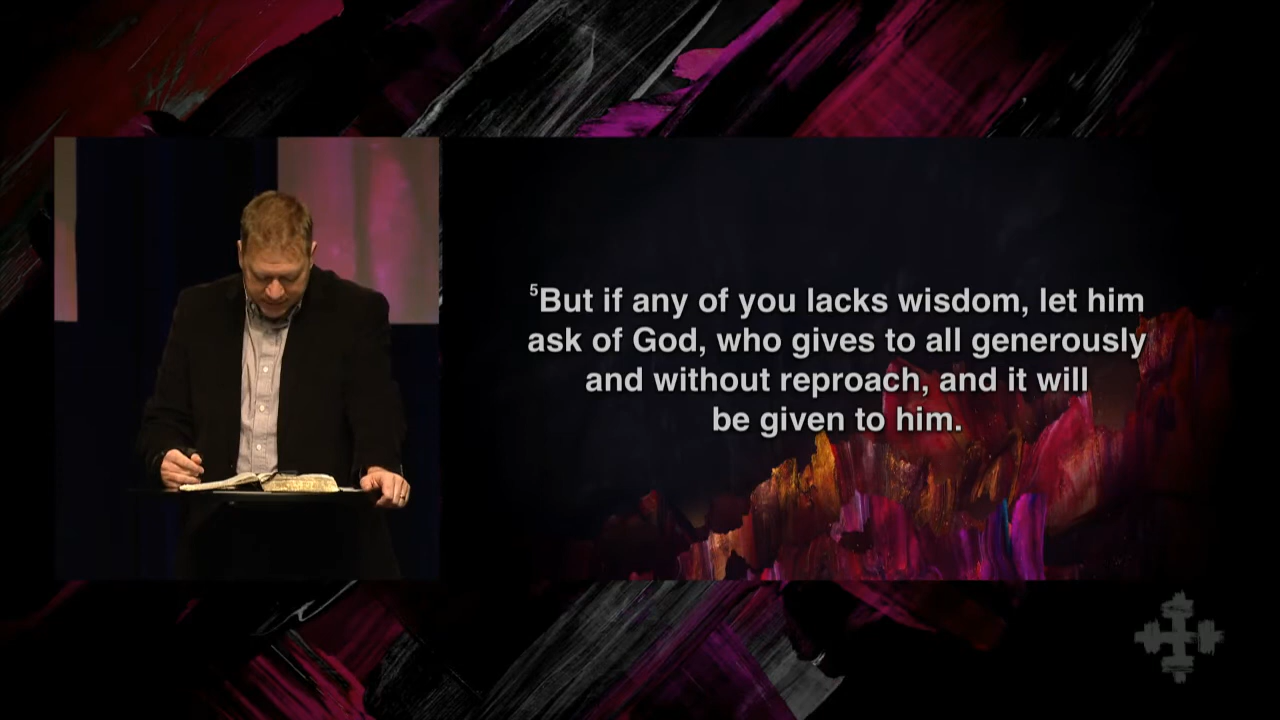 ⁵But if any of you lacks wisdom, let him
ask of God, who gives to all generously
and without reproach, and it will
be given to him.